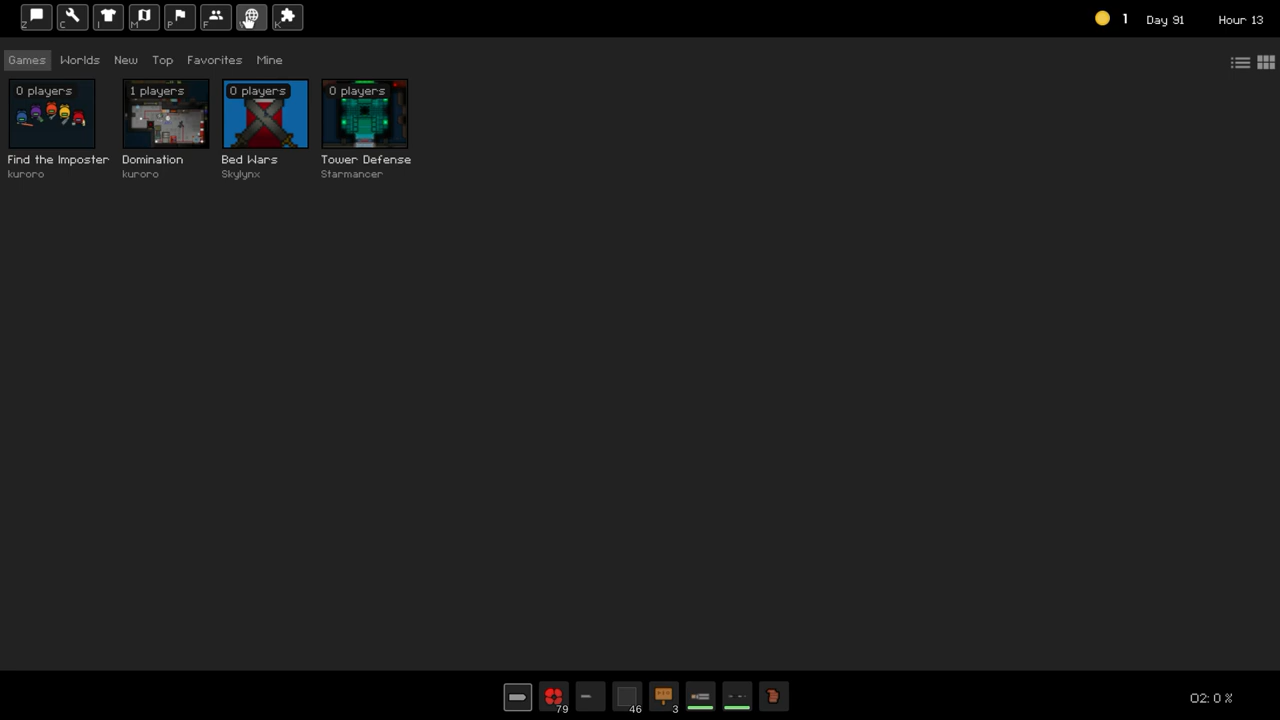 Z C I M P F K
1 Day 91 Hour 13
Games Worlds New Top Favorites Mine
0 players 1 players 0 players 0 players
Find the Imposter Domination Bed Wars Tower Defense
kuroro kuroro Skylynx Starmancer
79 46 3
O2: 0 %